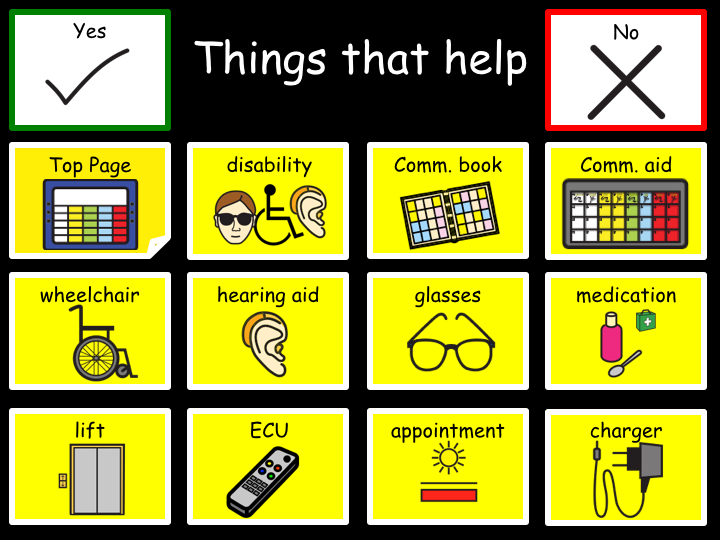 Yes
Things that help
No
Top Page
disability
Comm. book
Comm. aid
wheelchair
hearing aid
glasses
medication
lift
ECU
appointment
charger